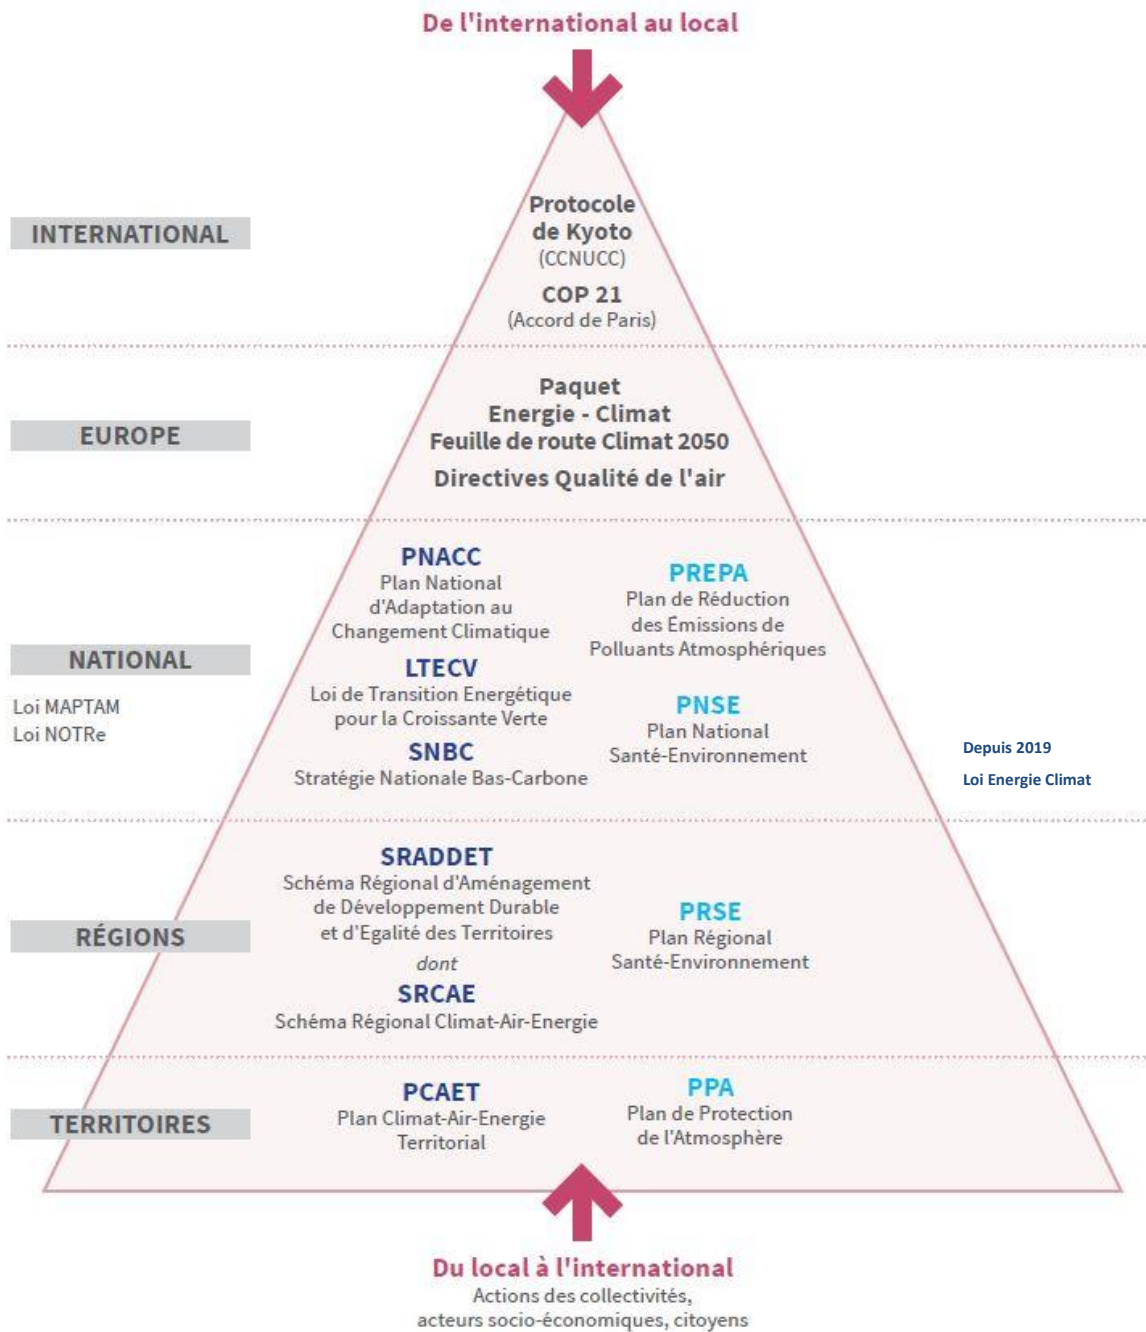 De l'international au local
INTERNATIONAL
Protocole
de Kyoto
(CCNUCC)
COP 21
(Accord de Paris)
EUROPE
Paquet
Energie - Climat
Feuille de route Climat 2050
Directives Qualité de l'air
NATIONAL
Loi MAPTAM
Loi NOTRe
PNACC
Plan National
d'Adaptation au
Changement Climatique
LTECV
Loi de Transition Energétique
pour la Croissante Verte
SNBC
Stratégie Nationale Bas-Carbone
PREPA
Plan de Réduction
des Emissions de
Polluants Atmosphériques
PNSE
Plan National
Santé-Environnement
Depuis 2019
Loi Energie Climat
RÉGIONS
SRADDET
Schéma Régional d'Aménagement
de Développement Durable
et d'Egalité des Territoires
dont
SRCAE
Schéma Régional Climat-Air-Energie
PRSE
Plan Régional
Santé-Environnement
TERRITOIRES
PCAET
Plan Climat-Air-Energie
Territorial
PPA
Plan de Protection
de l'Atmosphère
Du local à l'international
Actions des collectivités,
acteurs socio-économiques, citoyens